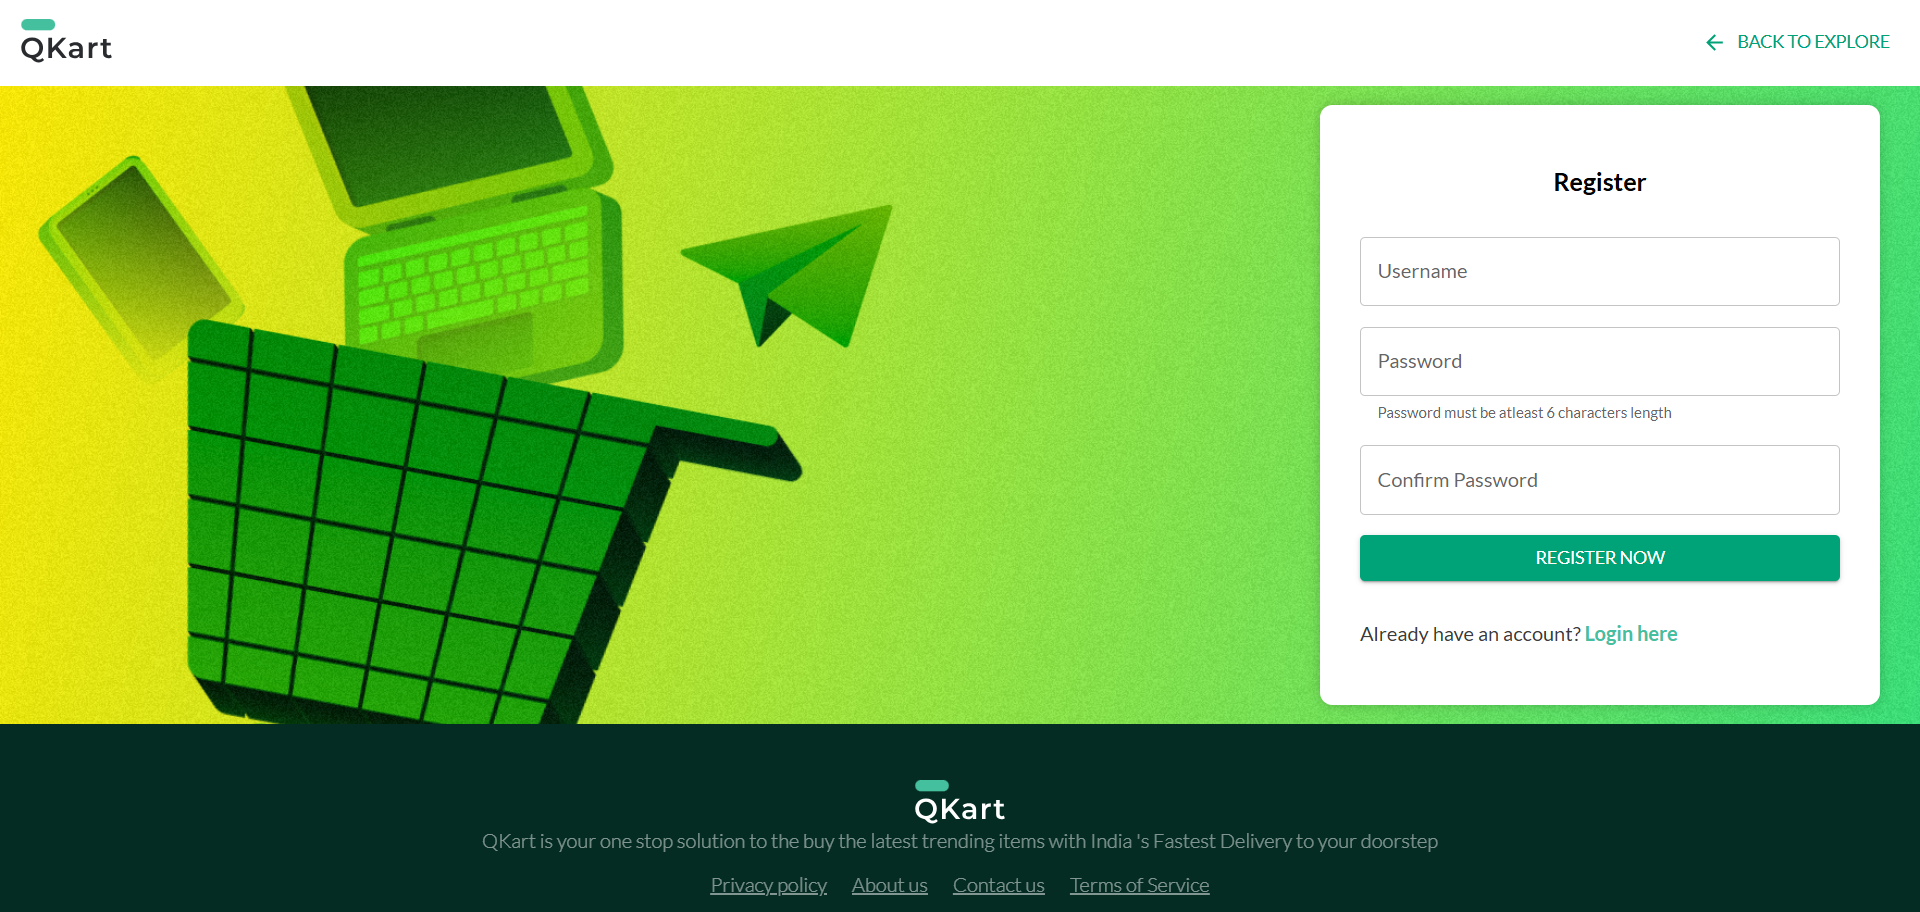 QKart
BACK TO EXPLORE
Register
Username
Password
Password must be atleast 6 characters length
Confirm Password
REGISTER NOW
Already have an account? Login here
QKart
QKart is your one stop solution to the buy the latest trending items with India 's Fastest Delivery to your doorstep
Privacy policy About us Contact us Terms of Service